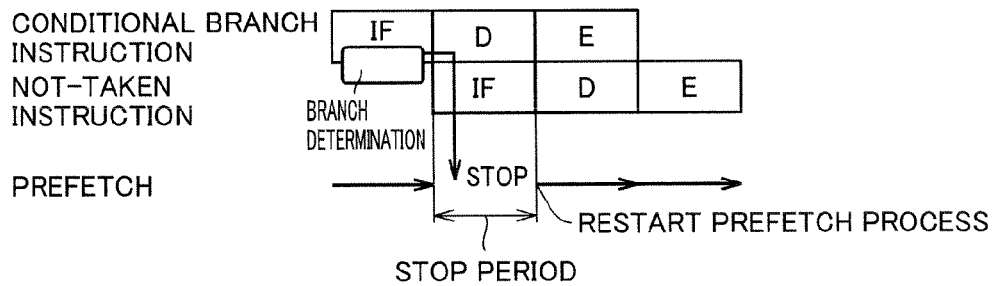 CONDITIONAL BRANCH
INSTRUCTION
IF D E
NOT-TAKEN
INSTRUCTION
IF D E
BRANCH
DETERMINATION
PREFETCH
STOP
RESTART PREFETCH PROCESS
STOP PERIOD